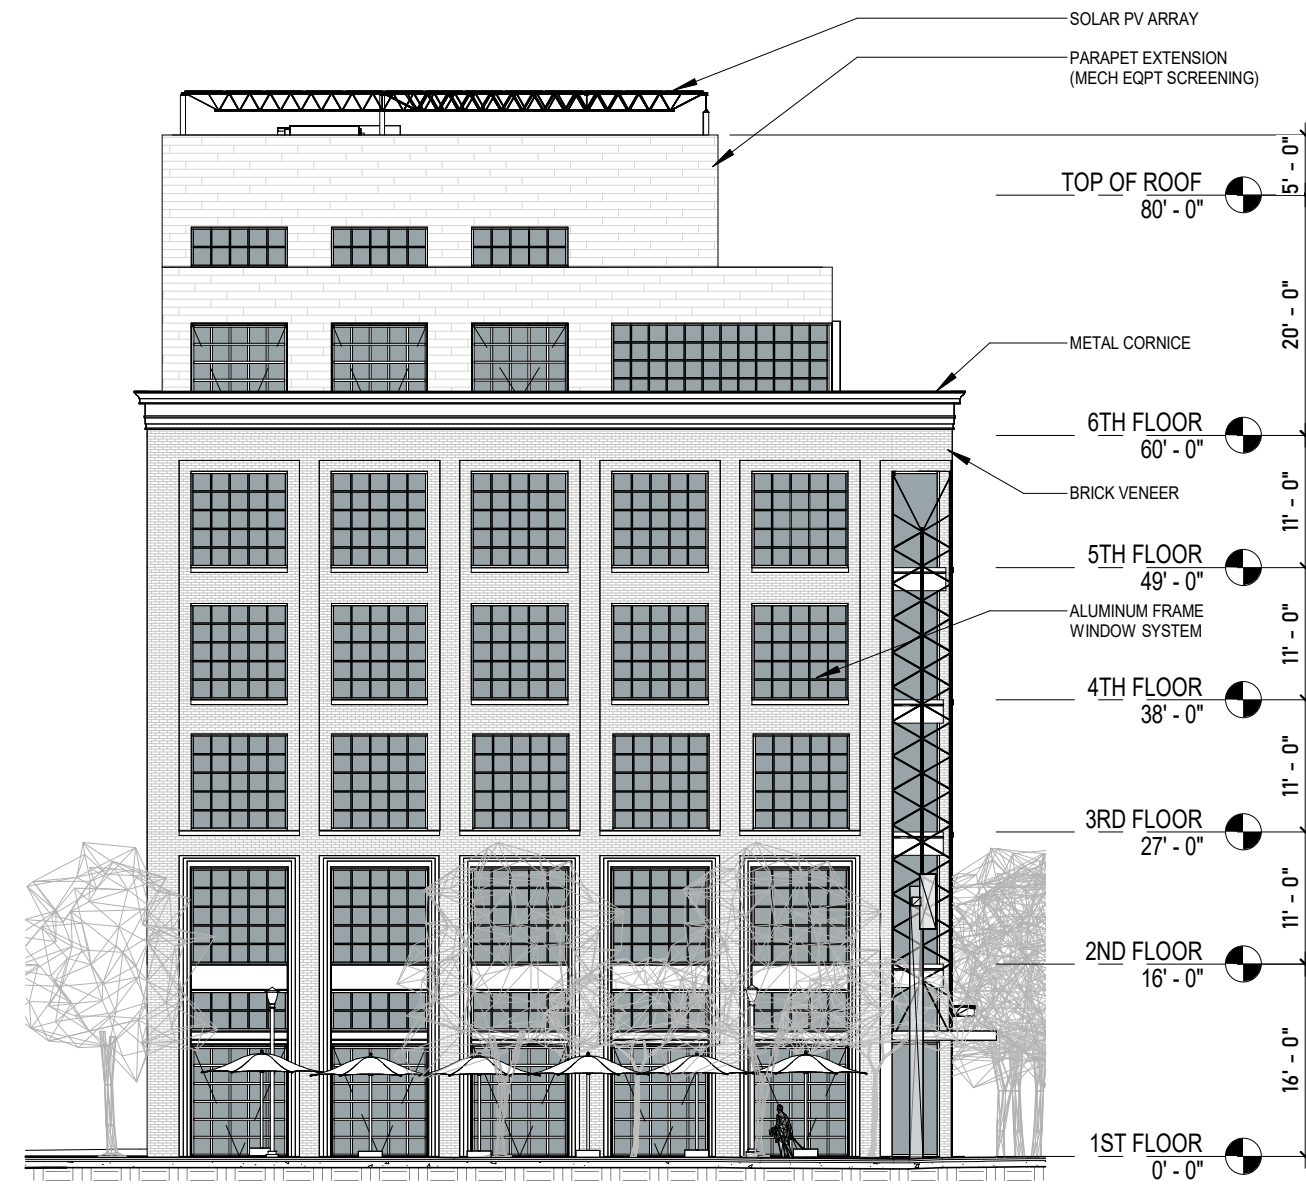 SOLAR PV ARRAY
PARAPET EXTENSION
(MECH EQPT SCREENING)
5' - 0"
TOP OF ROOF
80' - 0"
20' - 0"
METAL CORNICE
6TH FLOOR
60' - 0"
11' - 0"
BRICK VENEER
5TH FLOOR
49' - 0"
11' - 0"
ALUMINUM FRAME
WINDOW SYSTEM
4TH FLOOR
38' - 0"
11' - 0"
3RD FLOOR
27' - 0"
11' - 0"
2ND FLOOR
16' - 0"
16' - 0"
1ST FLOOR
0' - 0"